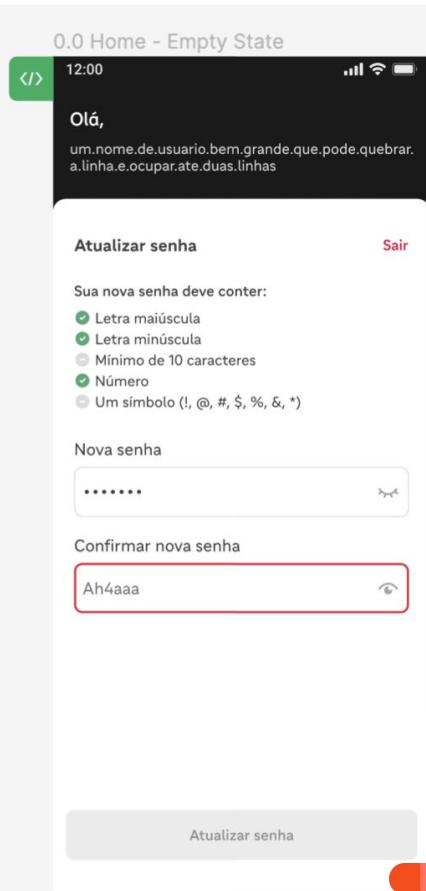 0.0 Home - Empty State
</>
12:00
Olá,
um.nome.de.usuario.bem.grande.que.pode.quebrar.
a.linha.e.ocupar.ate.duas.linhas
Atualizar senha
Sair
Sua nova senha deve conter:
Letra maiúscula
Letra minúscula
Mínimo de 10 caracteres
Número
Um símbolo (!, @, #, $, %, &, *)
Nova senha
•••••••
Confirmar nova senha
Ah4aaa
Atualizar senha